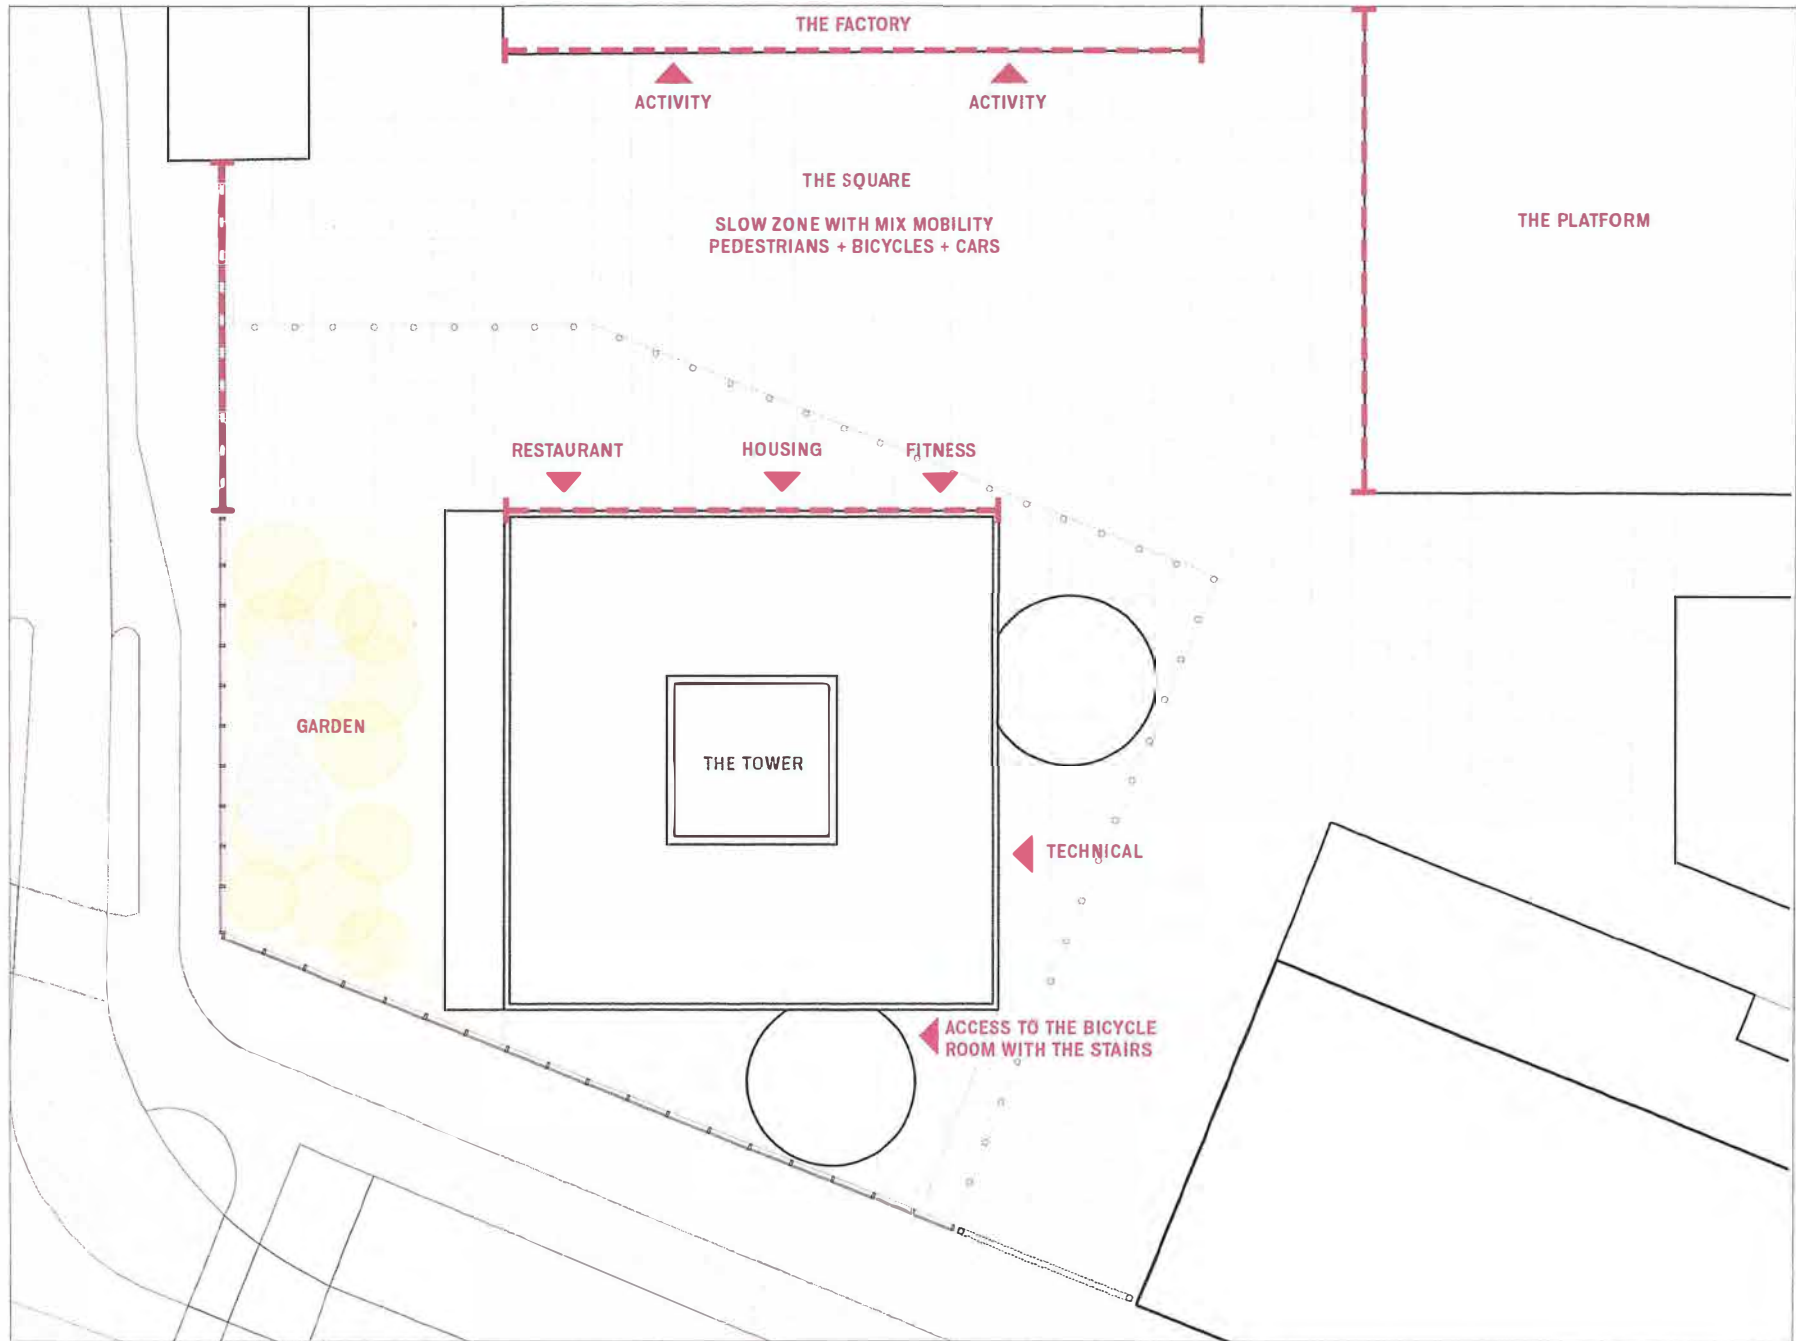 THE FACTORY
ACTIVITY
ACTIVITY
THE SQUARE
SLOW ZONE WITH MIX MOBILITY
PEDESTRIANS + BICYCLES + CARS
THE PLATFORM
RESTAURANT
HOUSING
FITNESS
GARDEN
THE TOWER
TECHNICAL
ACCESS TO THE BICYCLE
ROOM WITH THE STAIRS